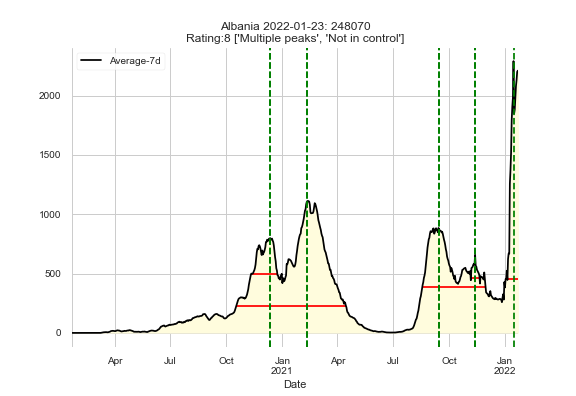 Albania 2022-01-23: 248070
Rating:8 ['Multiple peaks', 'Not in control']
Average-7d
2000
1500
1000
500
0
Apr Jul Oct Jan Apr Jul Oct Jan
2021 2022
Date